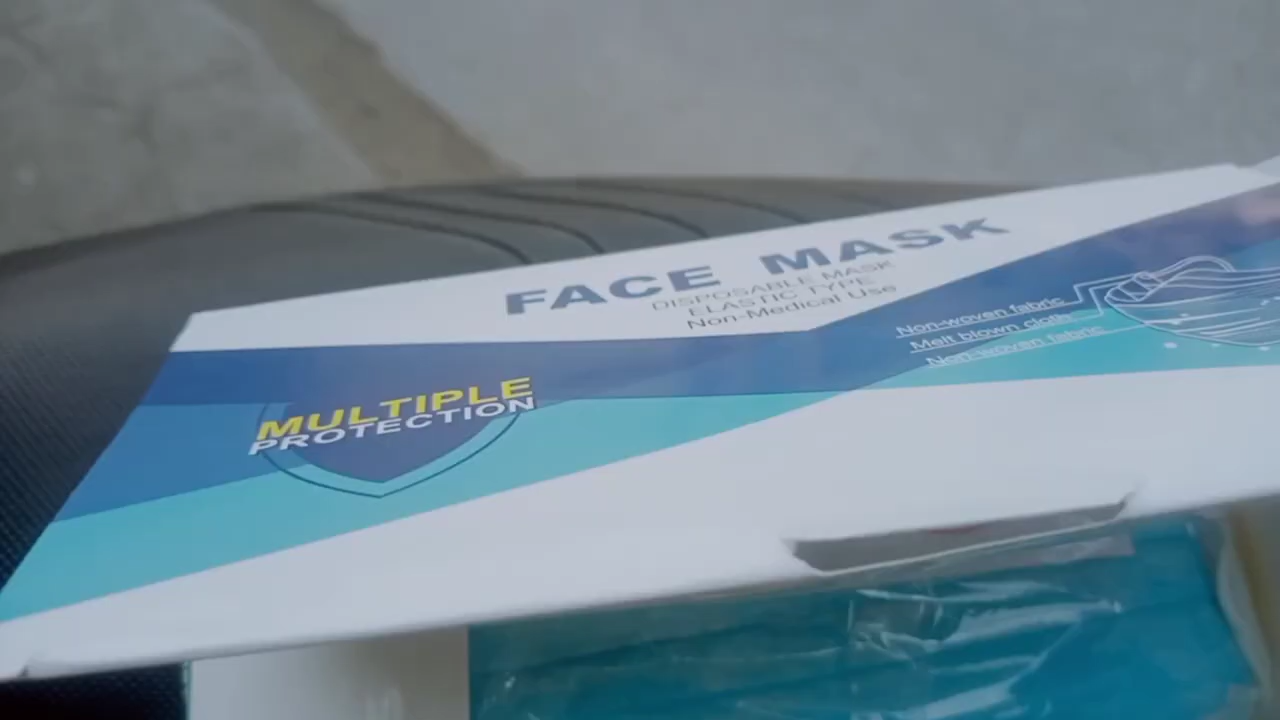 FACE MASK
DISPOSABLE MASK
ELASTIC TYPE
Non-Medical Use
Non-woven fabric
Melt blown cloth
Non-woven fabric
MULTIPLE
PROTECTION